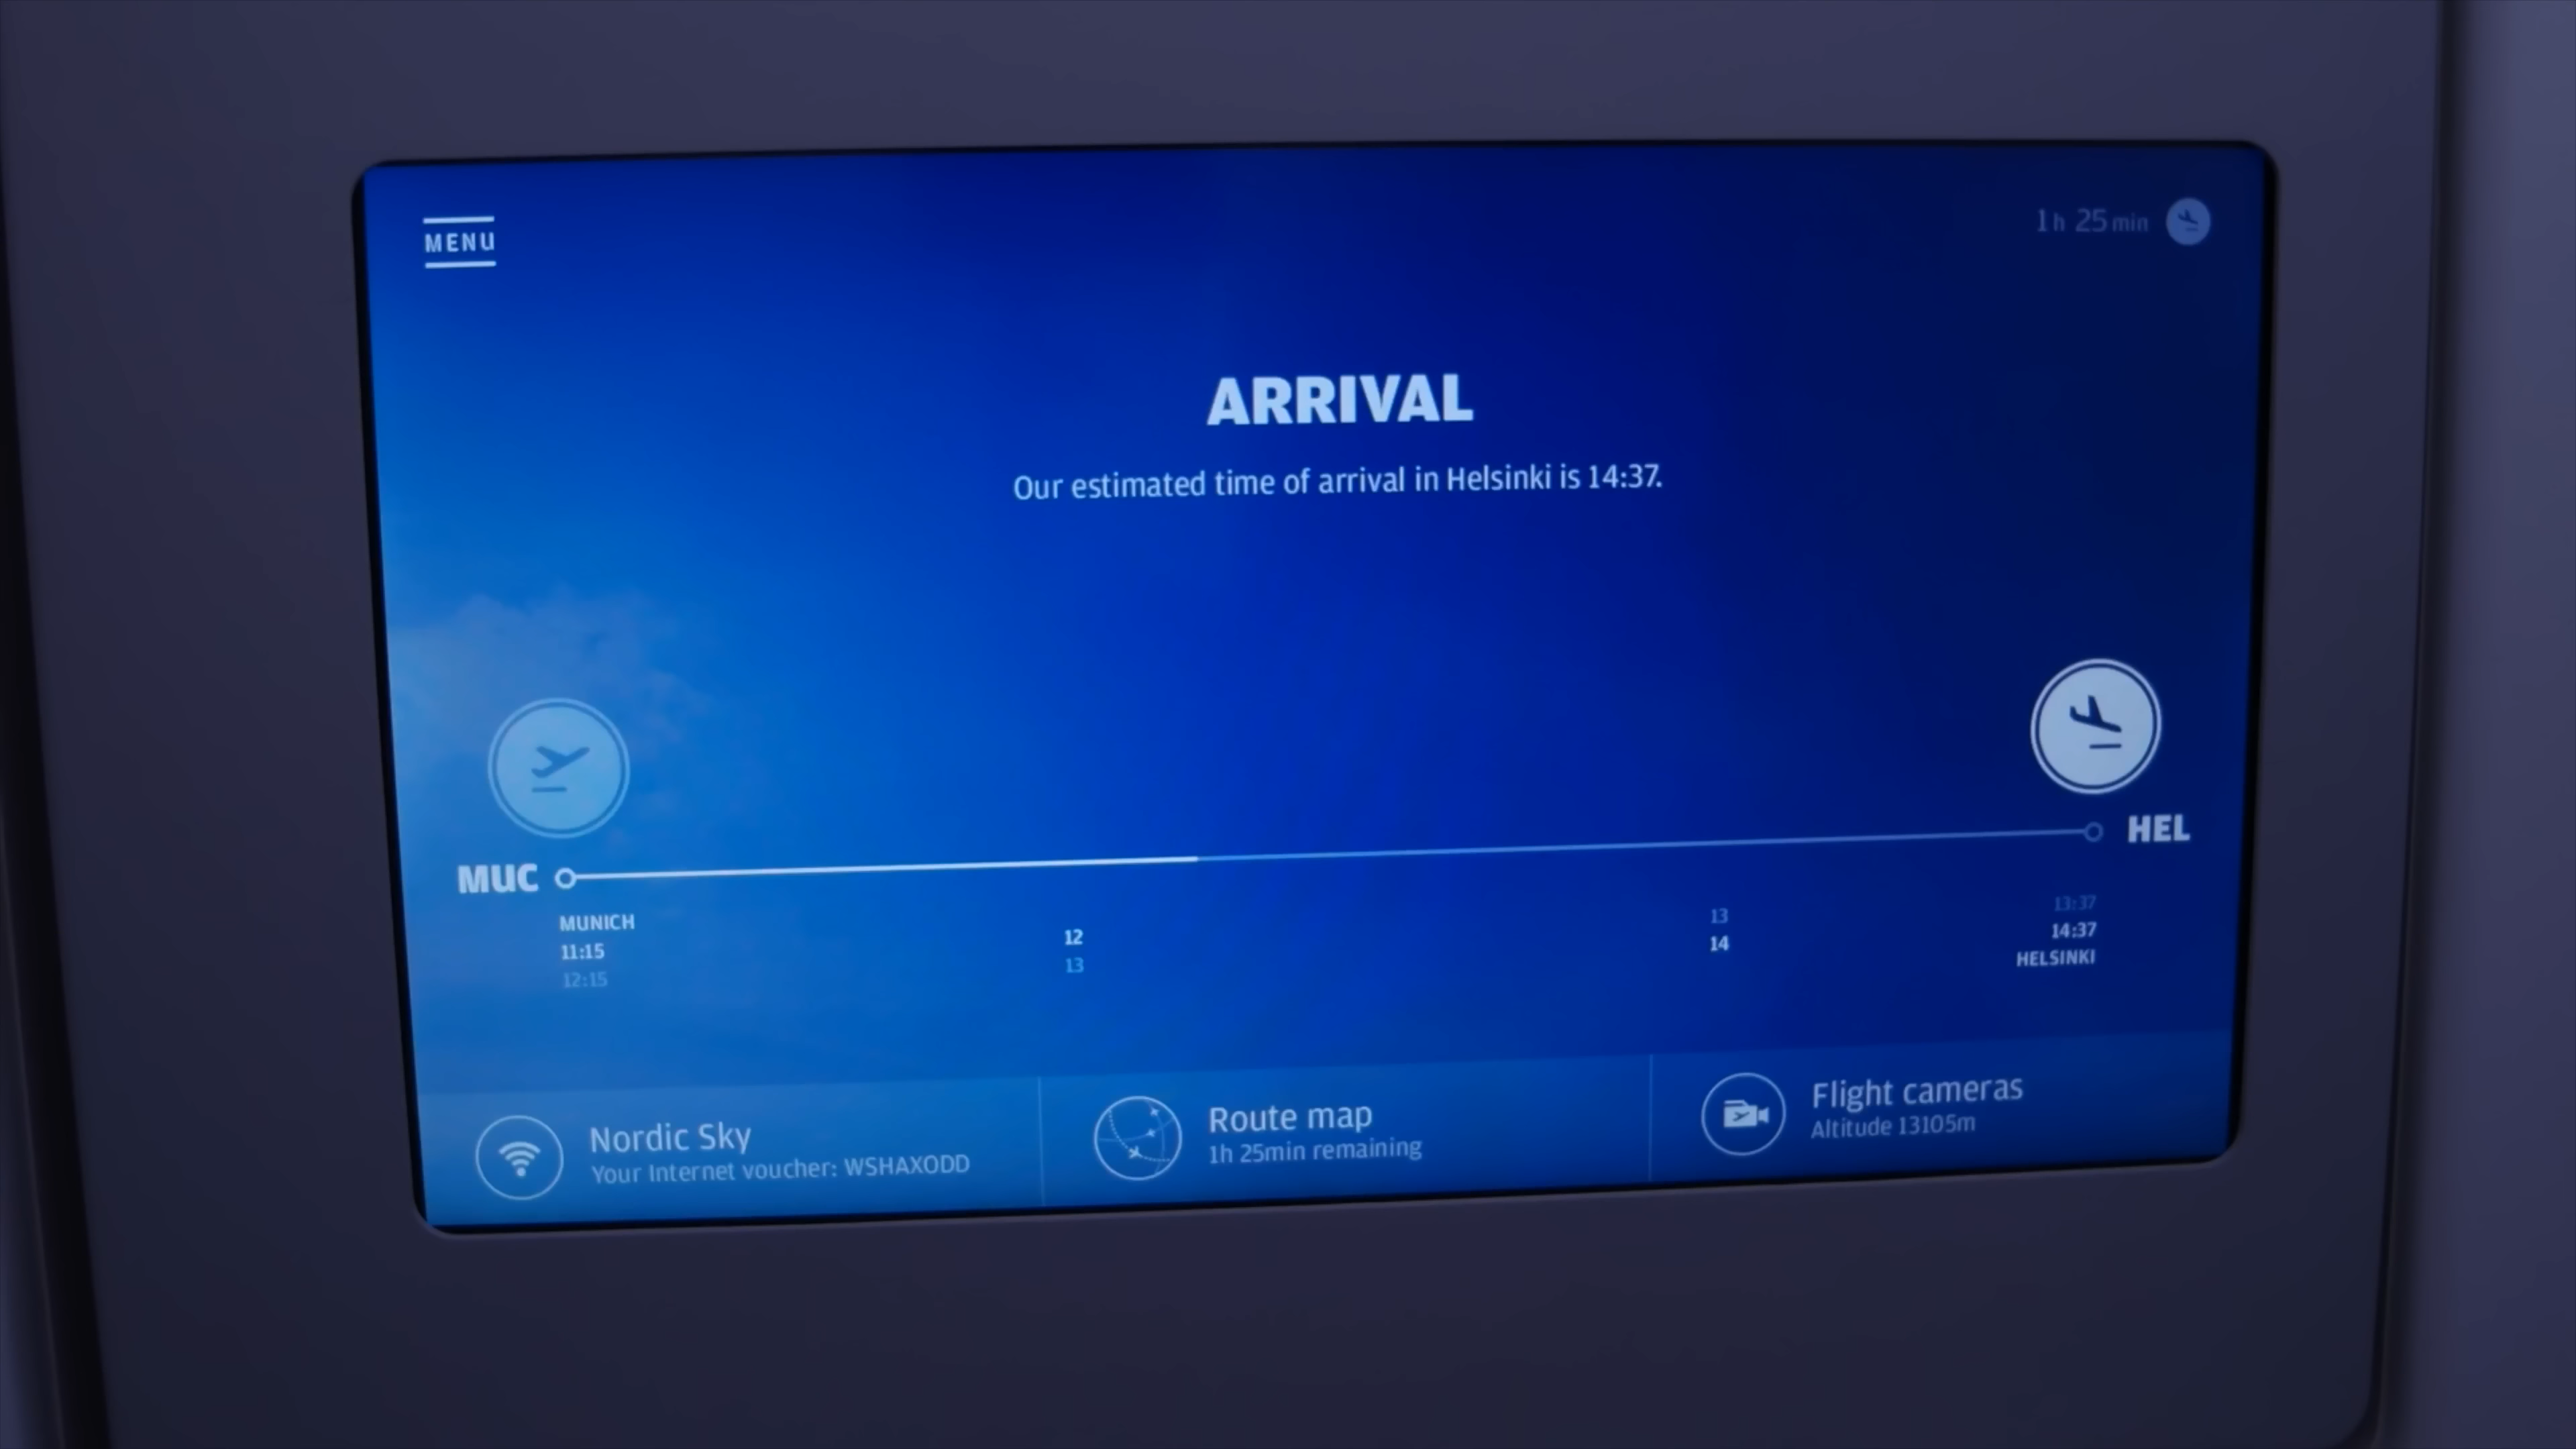 MENU
1h 25min
ARRIVAL
Our estimated time of arrival in Helsinki is 14:37.
MUC
HEL
MUNICH
11:15
12:15
12
13
13
14
13:37
14:37
HELSINKI
Nordic Sky
Your Internet voucher: WSHAXODD
Route map
1h 25min remaining
Flight cameras
Altitude 13105m